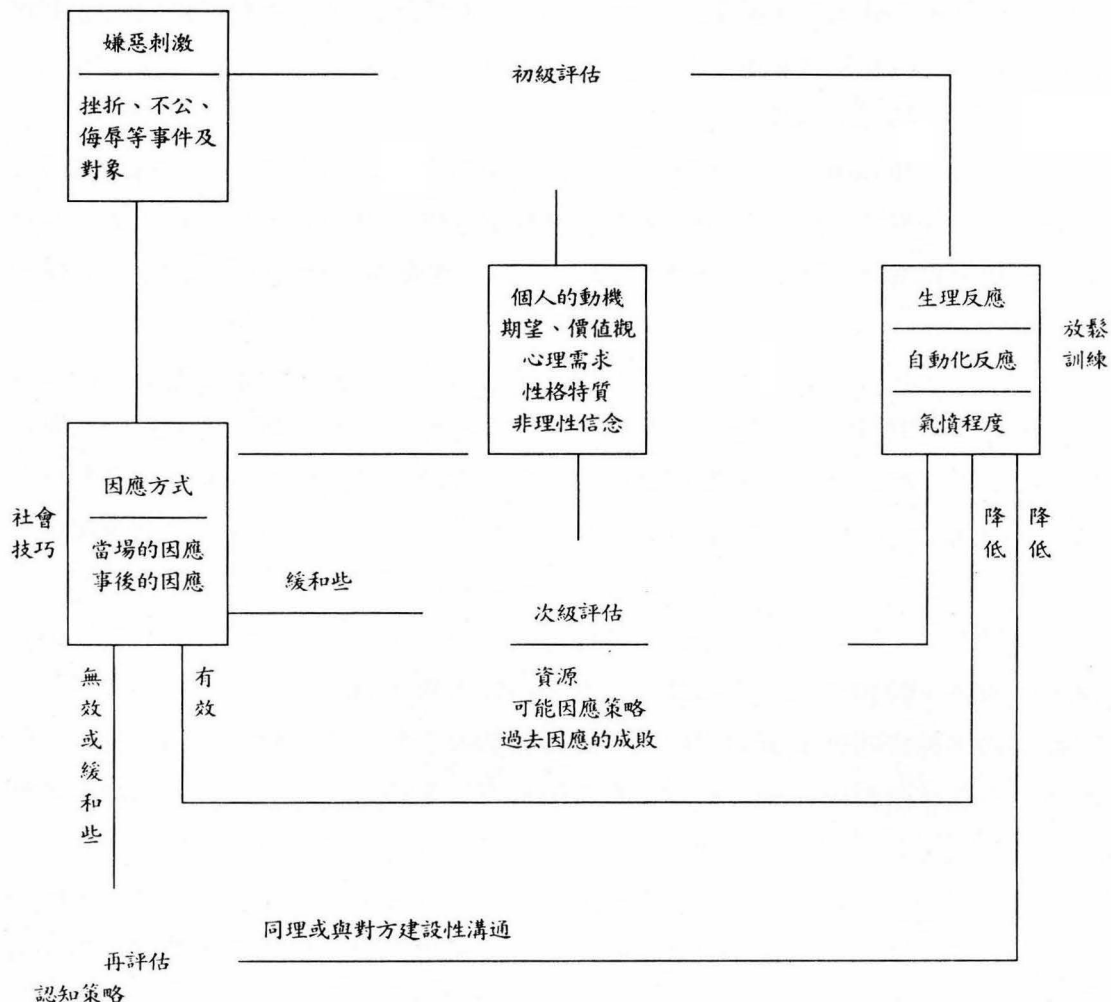 嫌惡刺激
挫折、不公、
侮辱等事件及
對象
初級評估
個人的動機
期望、價值觀
心理需求
性格特質
非理性信念
生理反應
自動化反應
氣憤程度
放鬆
訓練
社會
技巧
因應方式
當場的因應
事後的因應
緩和些
次級評估
資源
可能因應策略
過去因應的成敗
降低
降低
無效或緩和些
有效
同理或與對方建設性溝通
再評估
認知策略